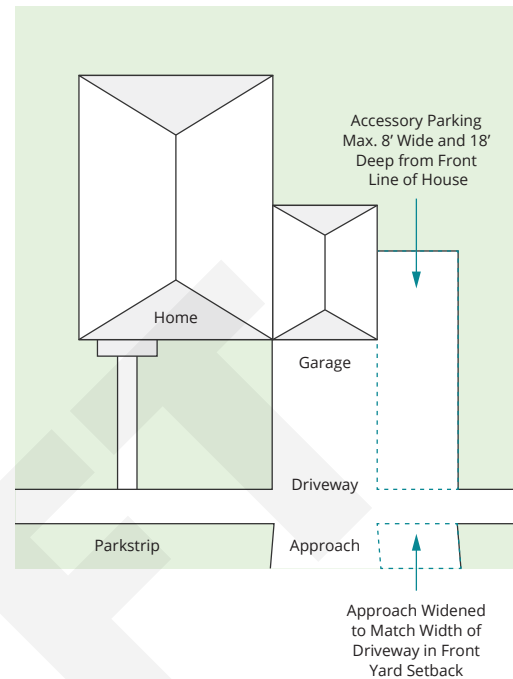 Accessory Parking
Max. 8’ Wide and 18’
Deep from Front
Line of House
Home
Garage
Driveway
Parkstrip
Approach
Approach Widened
to Match Width of
Driveway in Front
Yard Setback